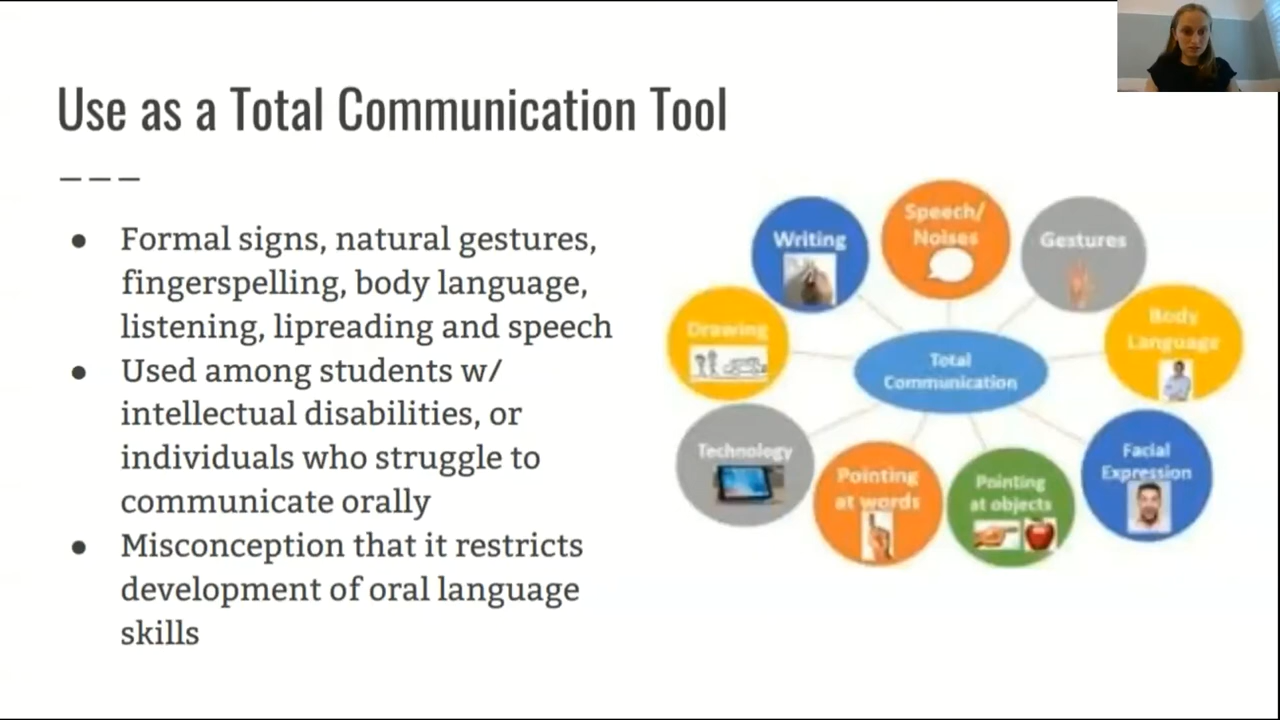 Use as a Total Communication Tool
Formal signs, natural gestures,
fingerspelling, body language,
listening, lipreading and speech
Used among students w/
intellectual disabilities, or
individuals who struggle to
communicate orally
Misconception that it restricts
development of oral language
skills
Speech/
Noises
Writing
Gestures
Drawing
Body
Language
Total
Communication
Technology
Pointing
at words
Pointing
at objects
Facial
Expression